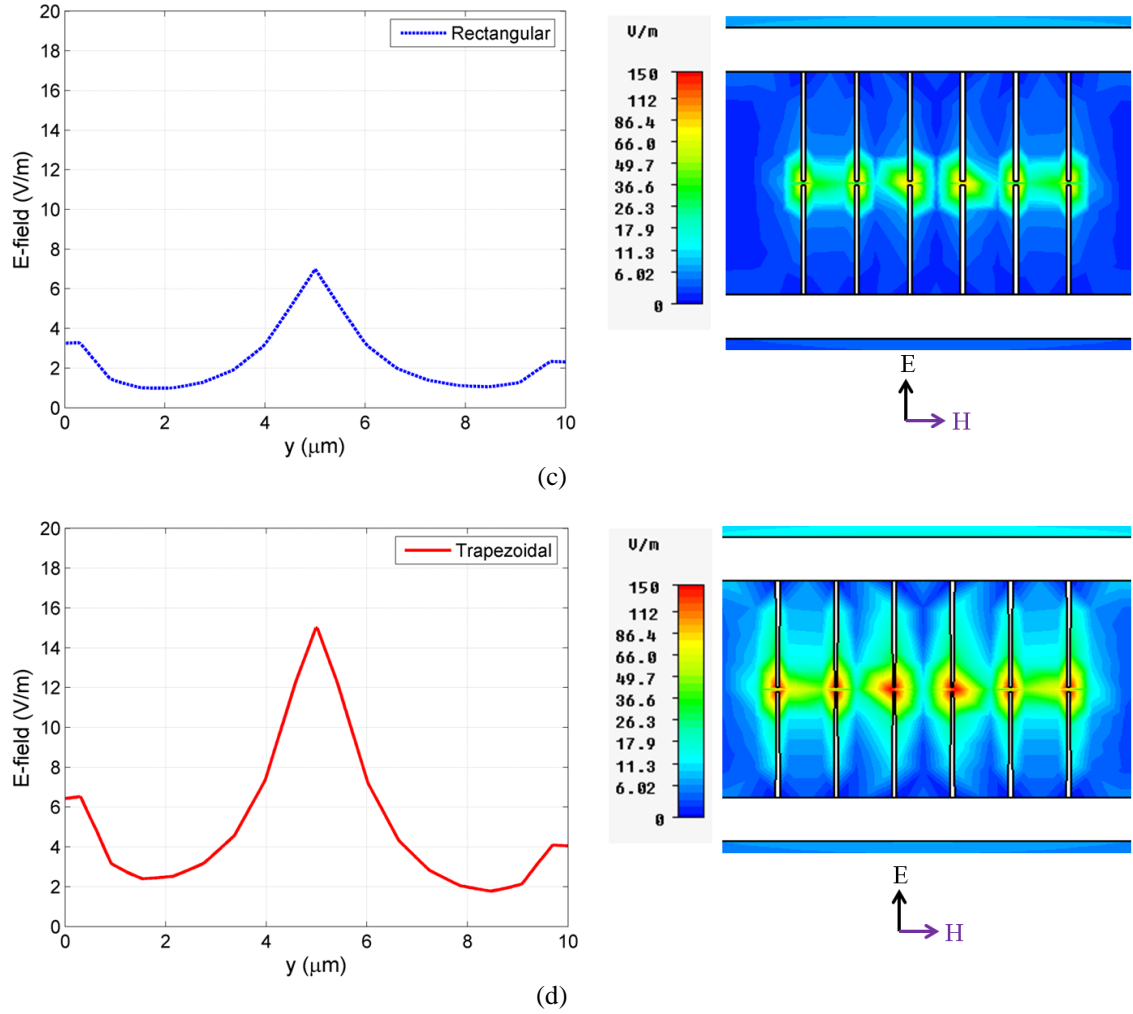 20
18
16
14
12
10
8
6
4
2
0
E-field (V/m)
Rectangular
0 2 4 6 8 10
y (μm)
V/m
150
112
86.4
66.0
49.7
36.6
26.3
17.9
11.3
6.02
0
E
H
(c)
20
18
16
14
12
10
8
6
4
2
0
E-field (V/m)
Trapezoidal
0 2 4 6 8 10
y (μm)
V/m
150
112
86.4
66.0
49.7
36.6
26.3
17.9
11.3
6.02
0
E
H
(d)